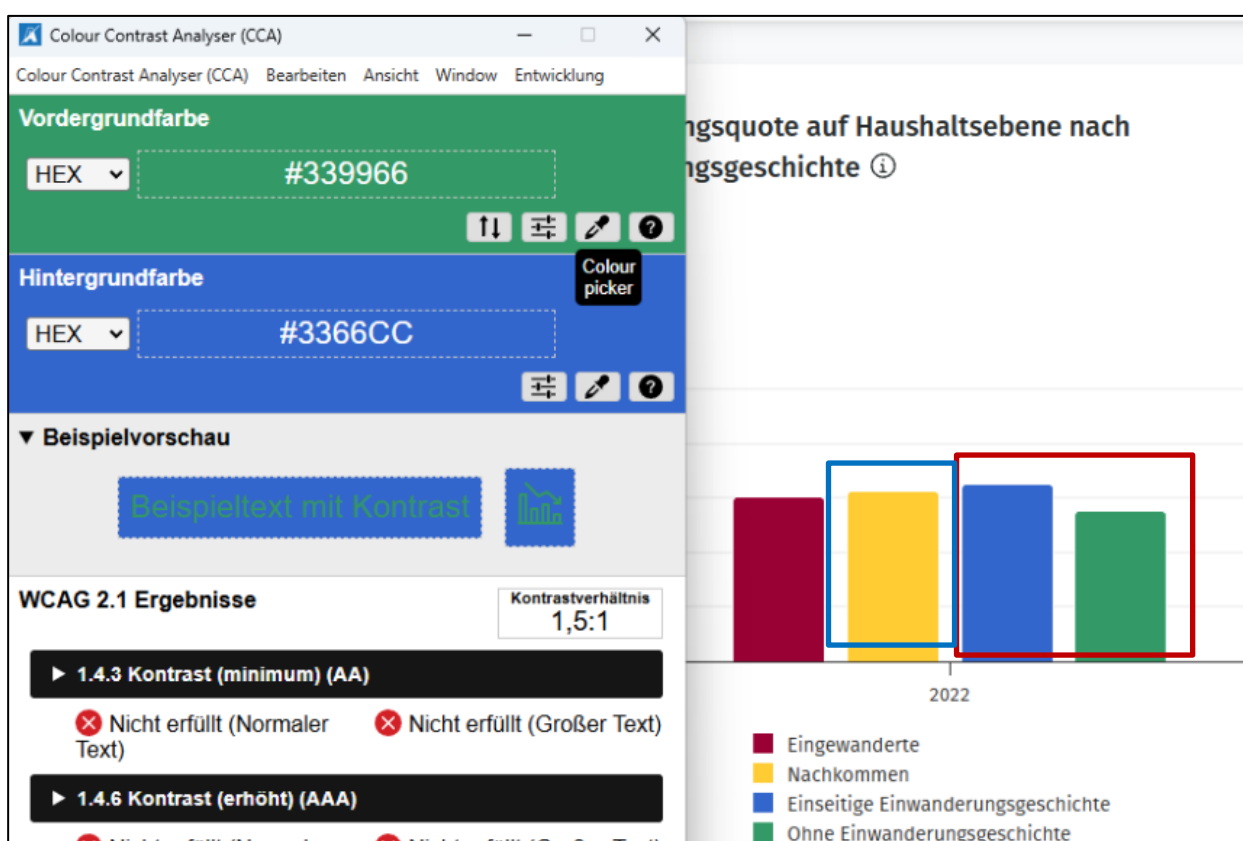 Colour Contrast Analyser (CCA)
Colour Contrast Analyser (CCA) Bearbeiten Ansicht Window Entwicklung
Vordergrundfarbe
HEX #339966
Colour picker
Hintergrundfarbe
HEX #3366CC
▼ Beispielvorschau
Beispieltext mit Kontrast
WCAG 2.1 Ergebnisse
Kontrastverhältnis
1,5:1
▶ 1.4.3 Kontrast (minimum) (AA)
Nicht erfüllt (Normaler Text)
Nicht erfüllt (Großer Text)
▶ 1.4.6 Kontrast (erhöht) (AAA)
ngsquote auf Haushaltsebene nach
ngsgeschichte
2022
Eingewanderte
Nachkommen
Einseitige Einwanderungsgeschichte
Ohne Einwanderungsgeschichte